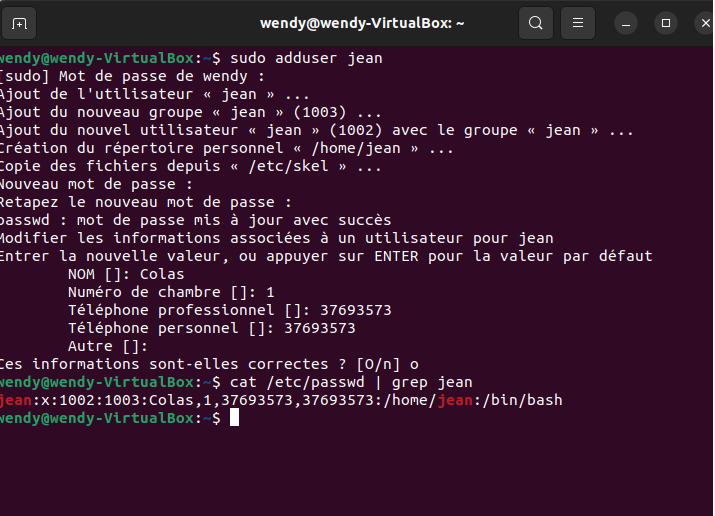 wendy@wendy-VirtualBox: ~
wendy@wendy-VirtualBox:~$ sudo adduser jean
[sudo] Mot de passe de wendy :
Ajout de l'utilisateur « jean » ...
Ajout du nouveau groupe « jean » (1003) ...
Ajout du nouvel utilisateur « jean » (1002) avec le groupe « jean » ...
Création du répertoire personnel « /home/jean » ...
Copie des fichiers depuis « /etc/skel » ...
Nouveau mot de passe :
Retapez le nouveau mot de passe :
passwd : mot de passe mis à jour avec succès
Modifier les informations associées à un utilisateur pour jean
Entrer la nouvelle valeur, ou appuyer sur ENTER pour la valeur par défaut
NOM []: Colas
Numéro de chambre []: 1
Téléphone professionnel []: 37693573
Téléphone personnel []: 37693573
Autre []:
Ces informations sont-elles correctes ? [O/n] o
wendy@wendy-VirtualBox:~$ cat /etc/passwd | grep jean
jean:x:1002:1003:Colas,1,37693573,37693573:/home/jean:/bin/bash
wendy@wendy-VirtualBox:~$